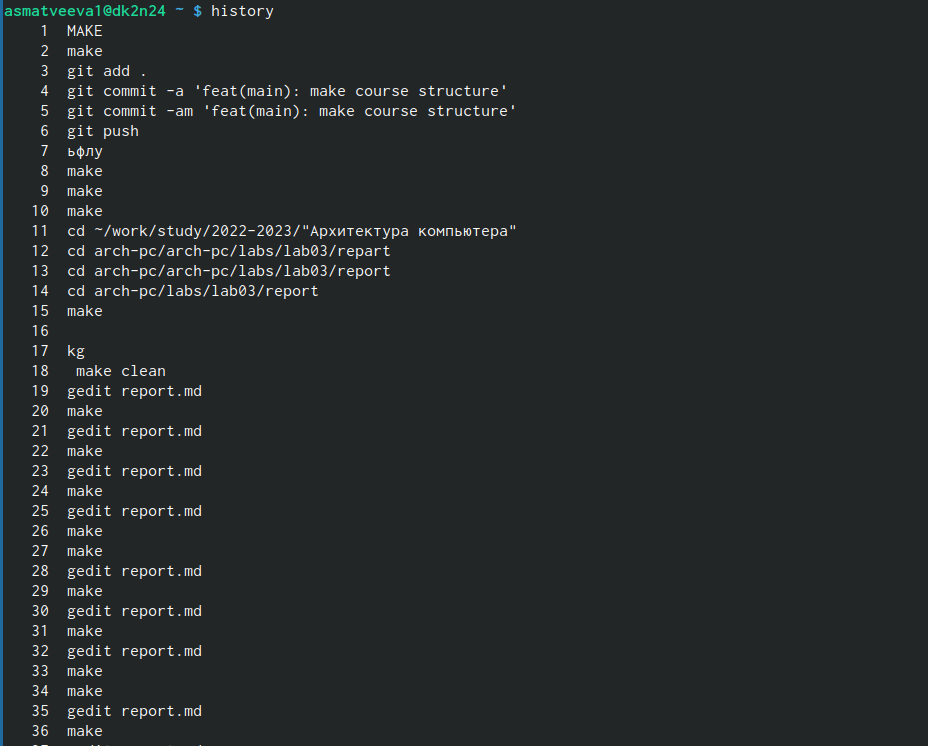 asmatveeva1@dk2n24 ~ $ history
1 MAKE
2 make
3 git add .
4 git commit -a 'feat(main): make course structure'
5 git commit -am 'feat(main): make course structure'
6 git push
7 ьфлу
8 make
9 make
10 make
11 cd ~/work/study/2022-2023/"Архитектура компьютера"
12 cd arch-pc/arch-pc/labs/lab03/repart
13 cd arch-pc/arch-pc/labs/lab03/report
14 cd arch-pc/labs/lab03/report
15 make
16
17 kg
18  make clean
19 gedit report.md
20 make
21 gedit report.md
22 make
23 gedit report.md
24 make
25 gedit report.md
26 make
27 make
28 gedit report.md
29 make
30 gedit report.md
31 make
32 gedit report.md
33 make
34 make
35 gedit report.md
36 make